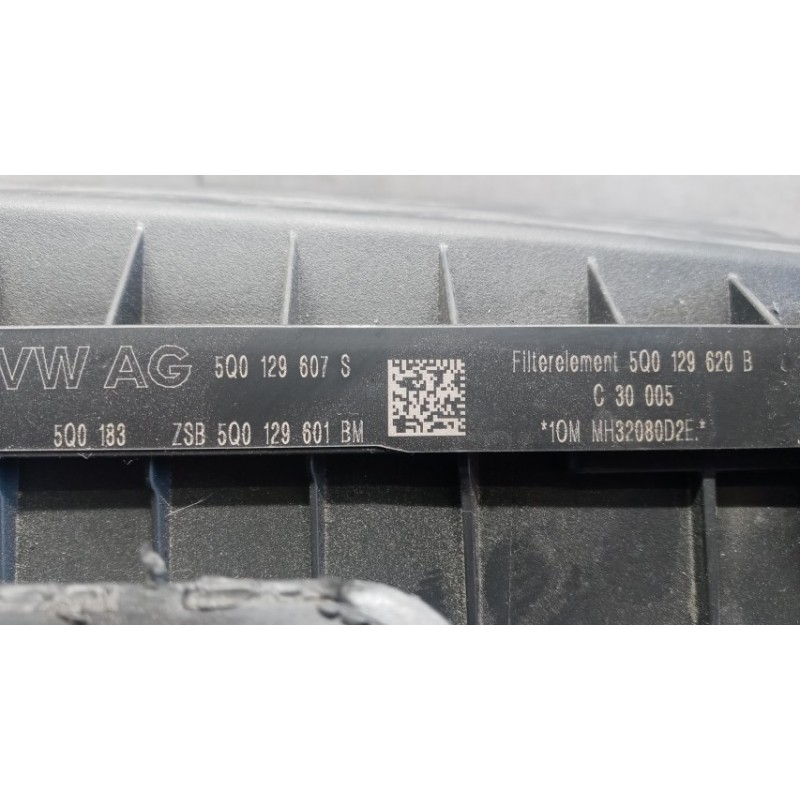 VW AG 5Q0 129 607 S
5Q0 183 ZSB 5Q0 129 601 BM
Filterelement 5Q0 129 620 B
C 30 005
*1OM MH32080D2E.*